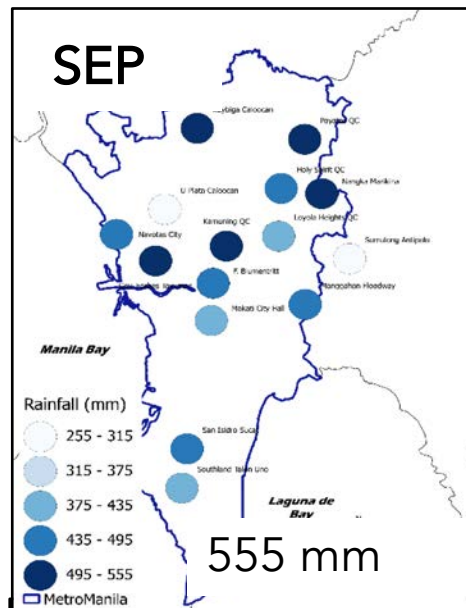 SEP
Payatas QC
Holy Spirit QC
Nangka Marikina
U Plata Caloocan
Loyola Heights QC
Kamuning QC
Navotas City
Sumulong Antipolo
F. Blumentritt
Manggahan Floodway
Makati City Hall
Manila Bay
Rainfall (mm)
255 - 315
315 - 375
375 - 435
435 - 495
495 - 555
MetroManila
San Isidro Sucat
Southland Talon Uno
Laguna de
Bay
555 mm